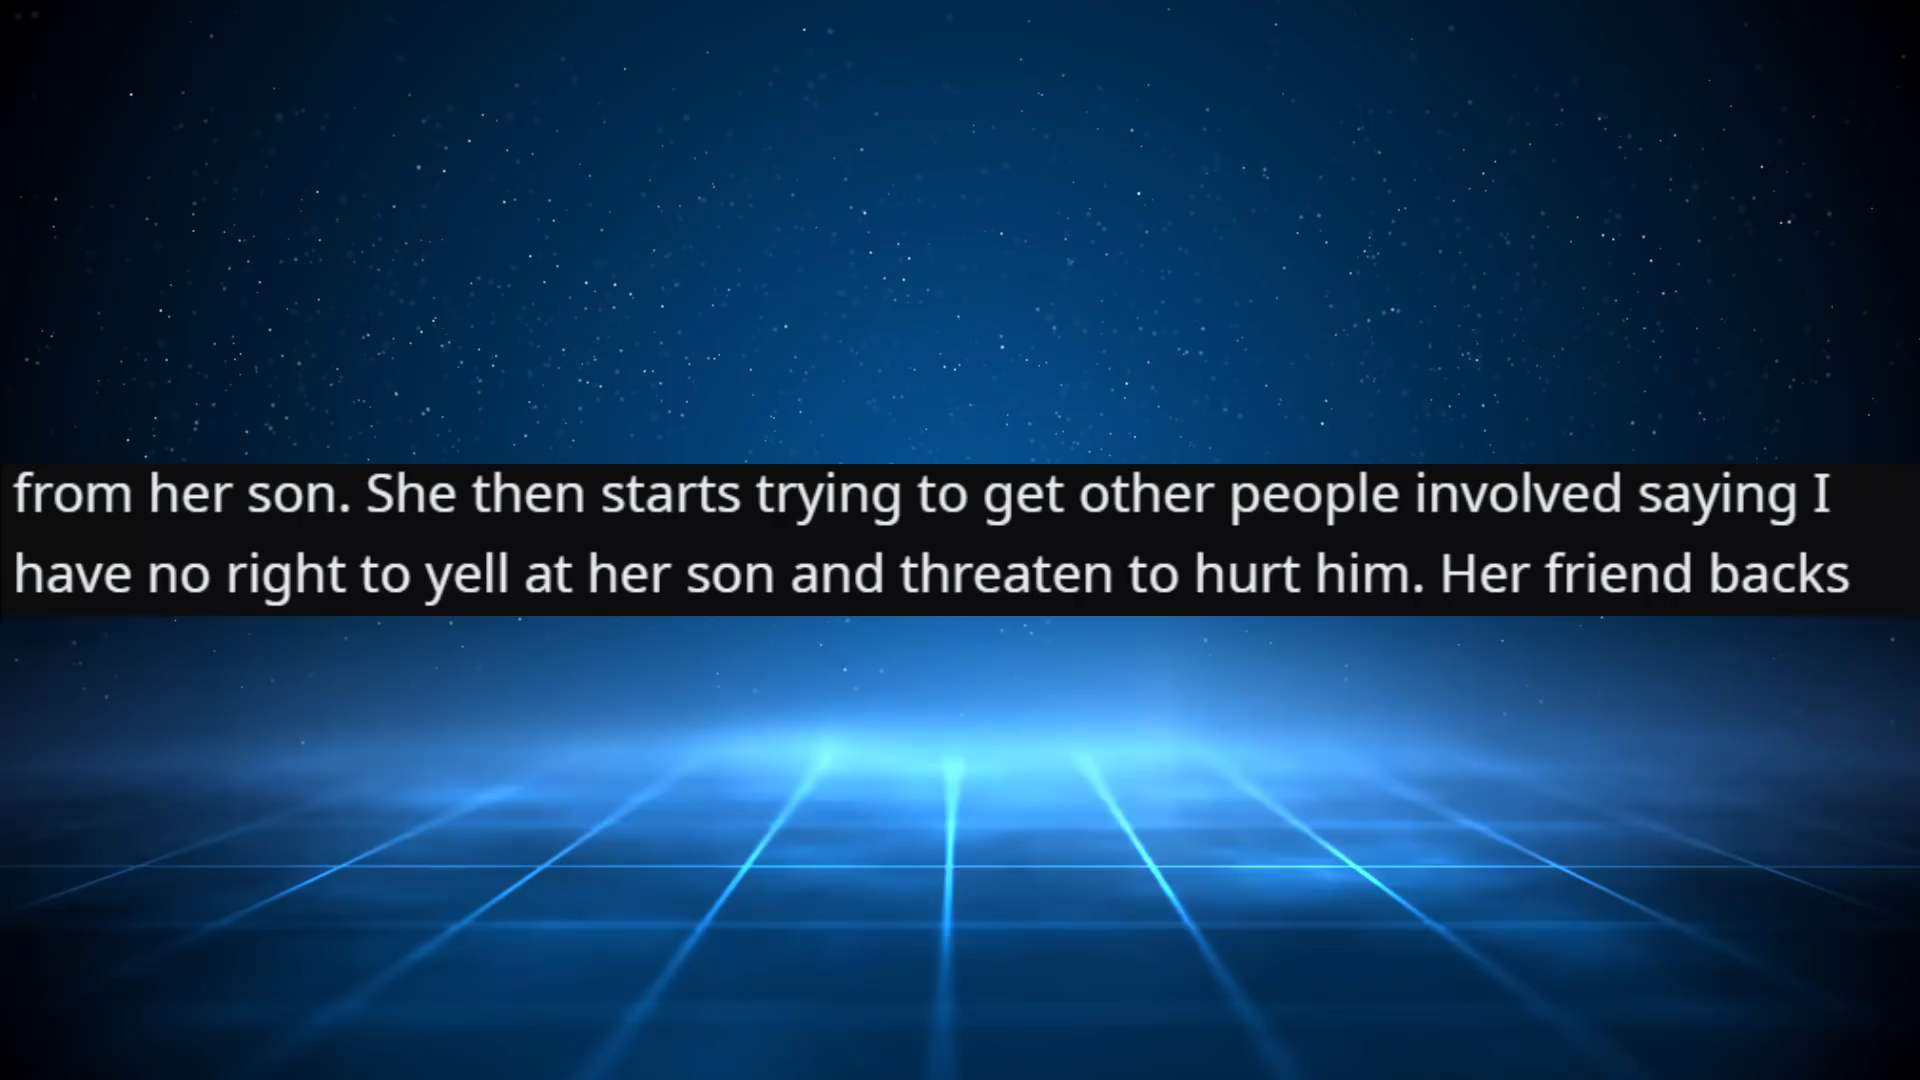 from her son. She then starts trying to get other people involved saying I
have no right to yell at her son and threaten to hurt him. Her friend backs